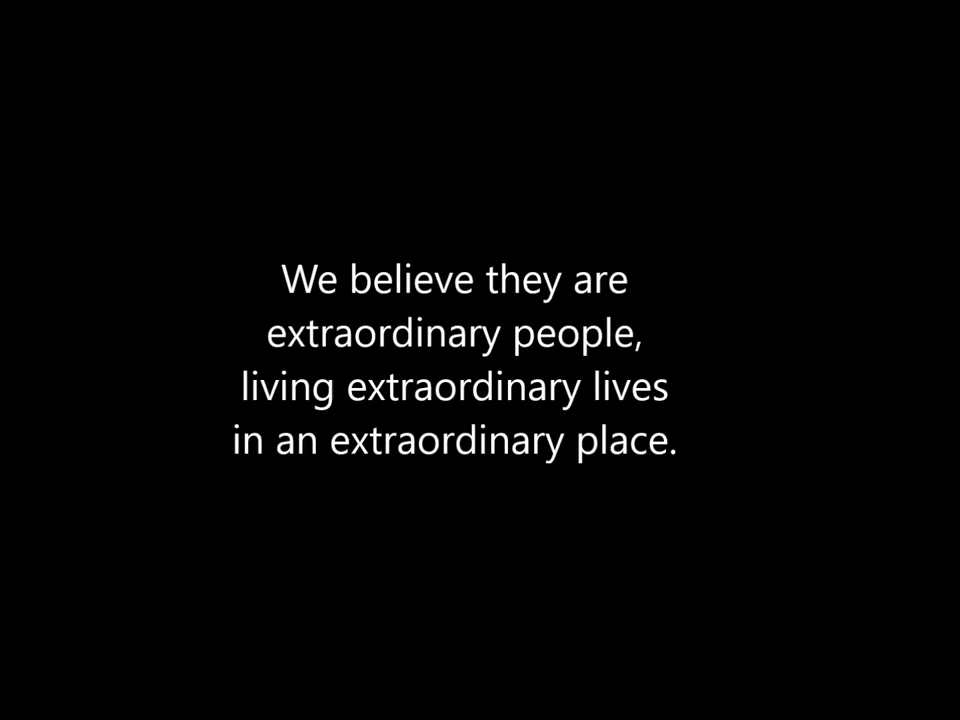 We believe they are
extraordinary people,
living extraordinary lives
in an extraordinary place.